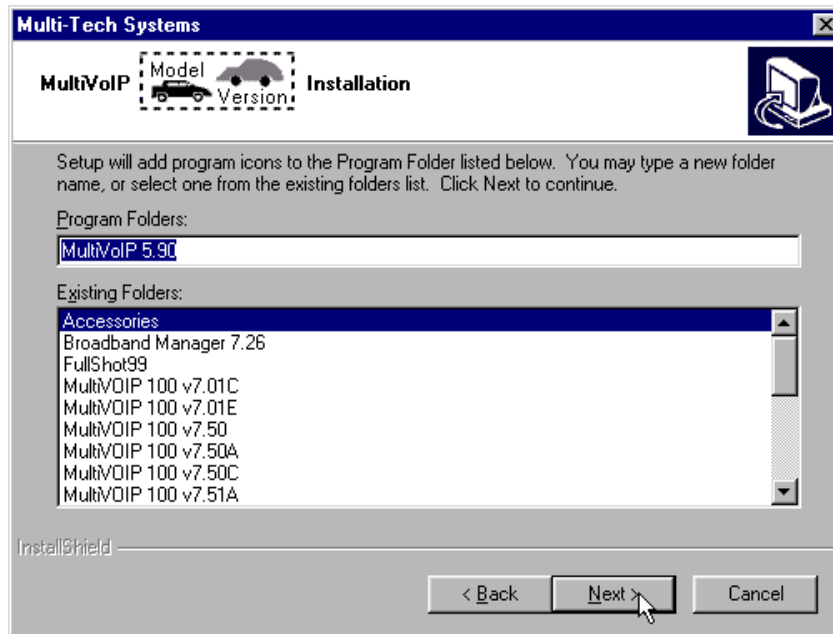 Multi-Tech Systems
MultiVoIP Model Version Installation
Setup will add program icons to the Program Folder listed below. You may type a new folder
name, or select one from the existing folders list. Click Next to continue.
Program Folders:
MultiVoIP 5.90
Existing Folders:
Accessories
Broadband Manager 7.26
FullShot99
MultiVOIP 100 v7.01C
MultiVOIP 100 v7.01E
MultiVOIP 100 v7.50
MultiVOIP 100 v7.50A
MultiVOIP 100 v7.50C
MultiVOIP 100 v7.51A
InstallShield
< Back Next > Cancel